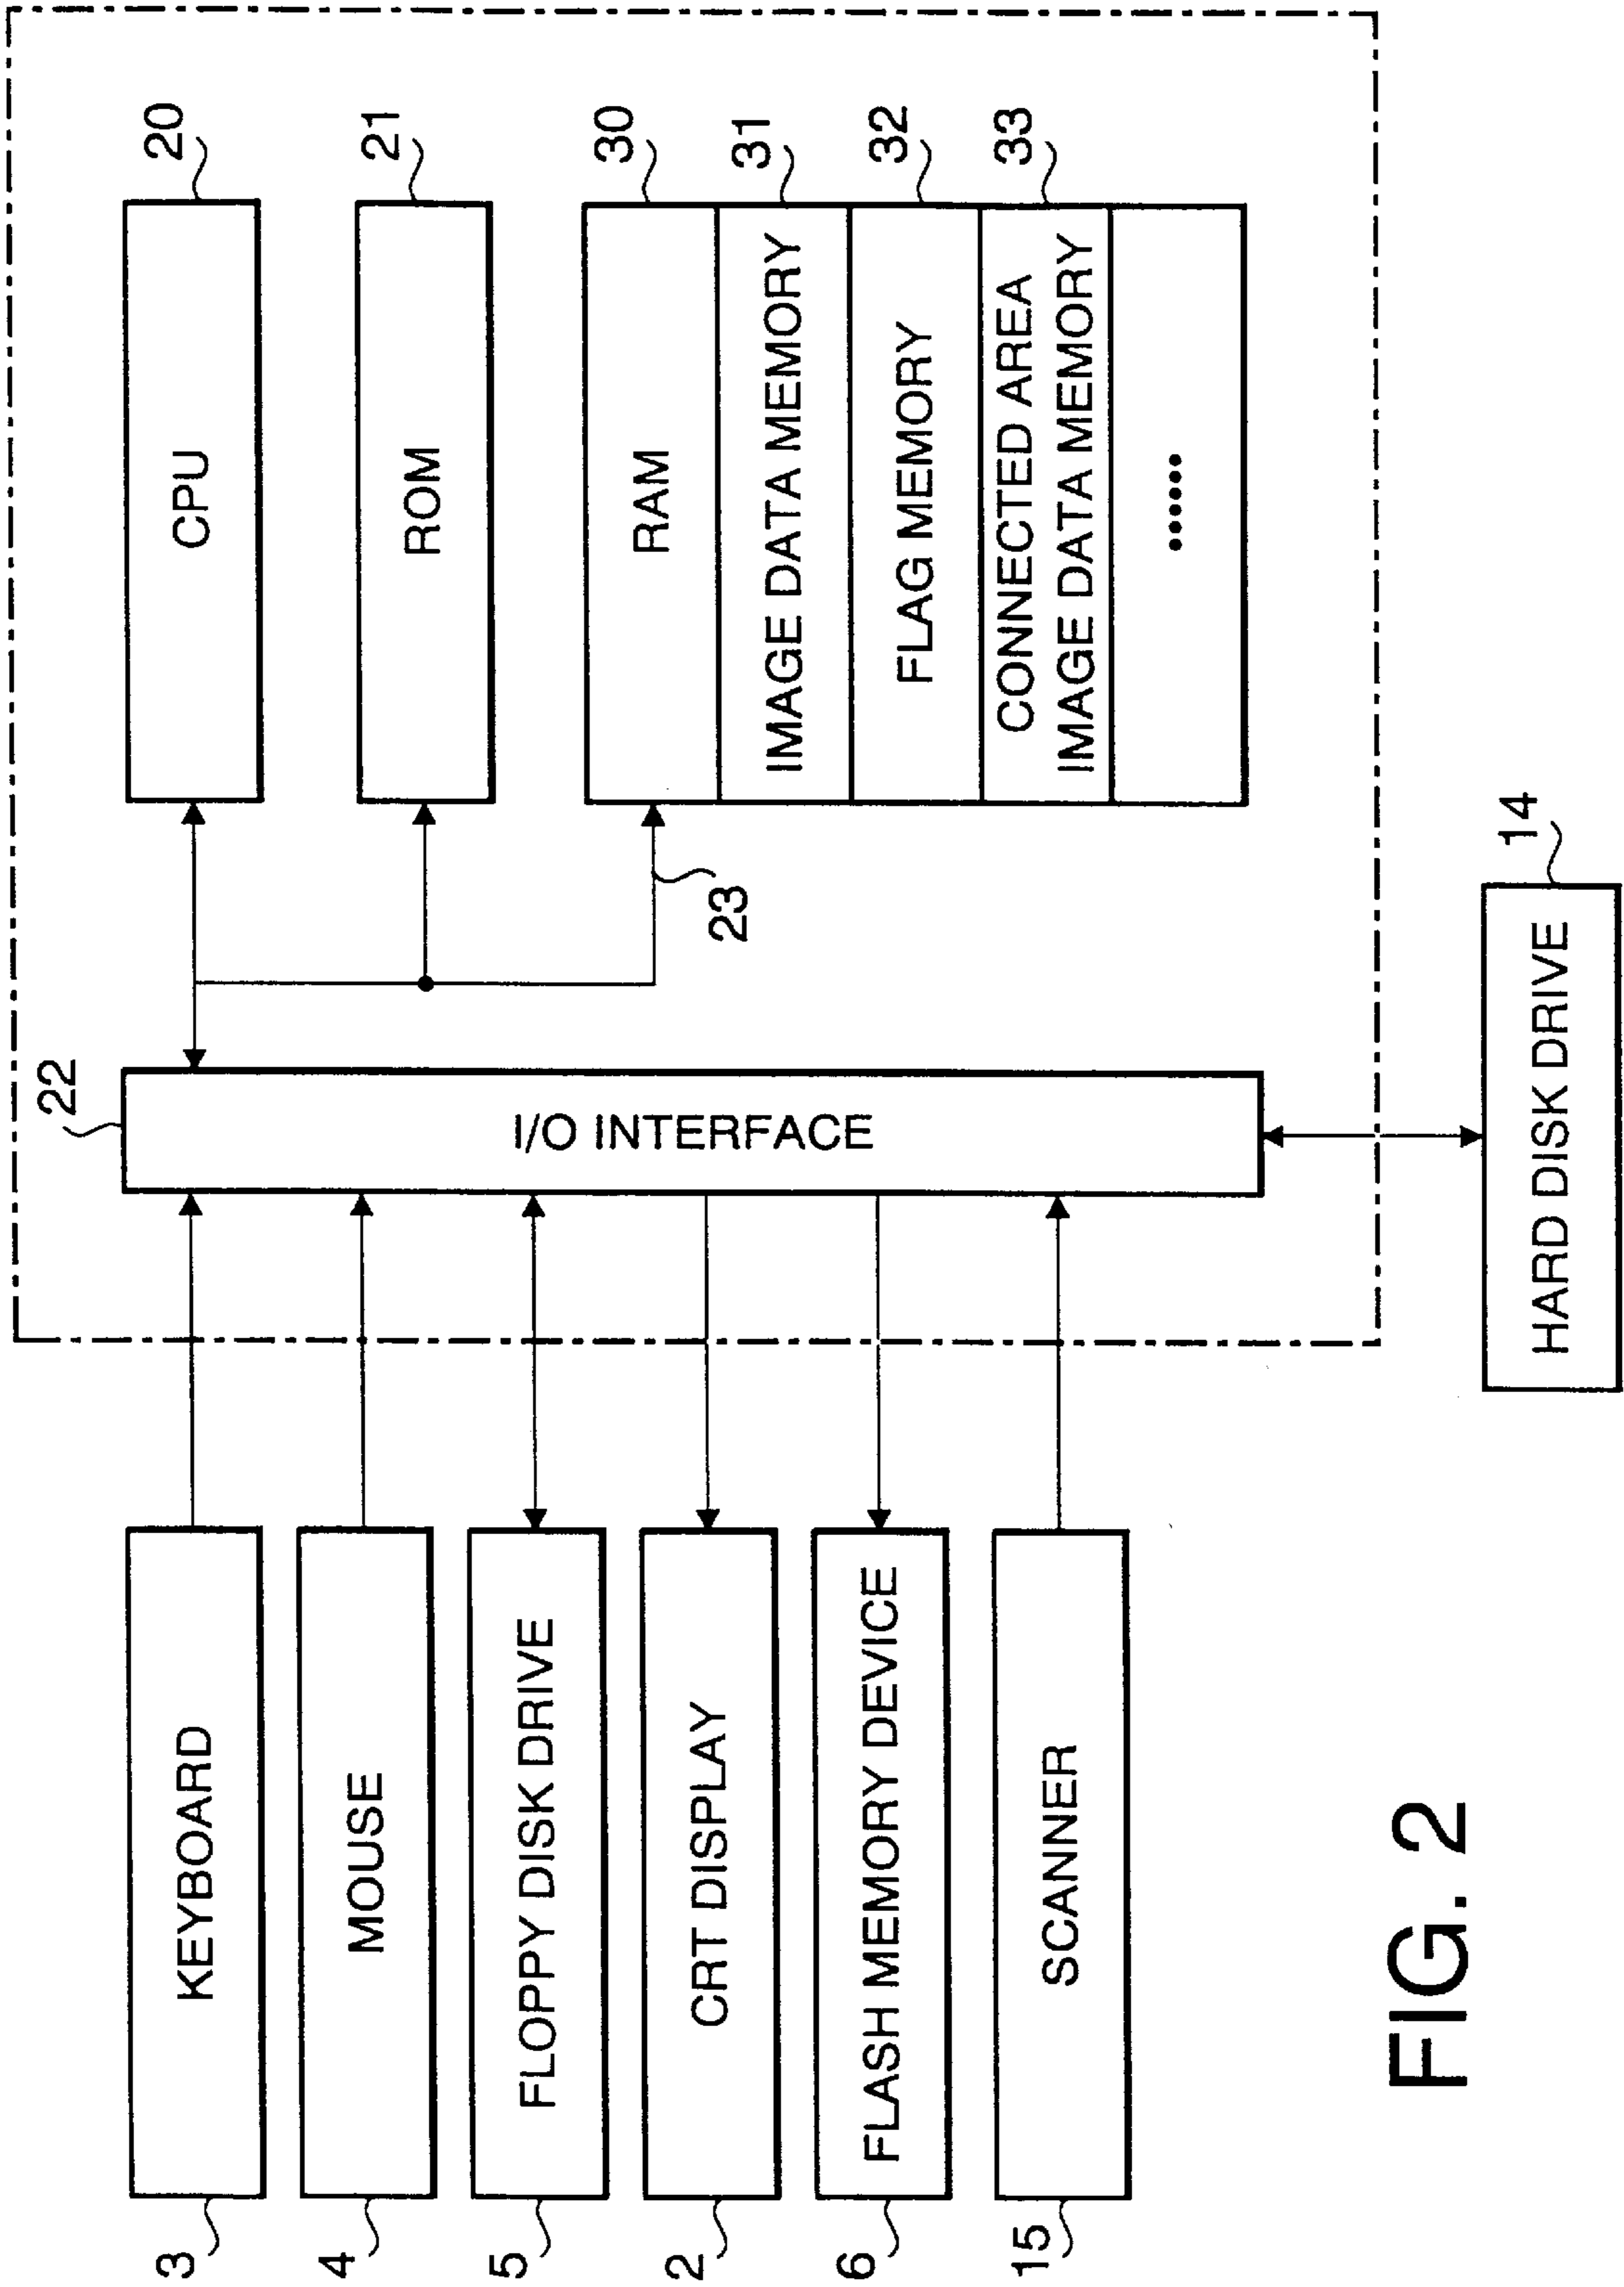 3
KEYBOARD
4
MOUSE
5
FLOPPY DISK DRIVE
2
CRT DISPLAY
6
FLASH MEMORY DEVICE
15
SCANNER
22
I/O INTERFACE
23
CPU
20
ROM
21
RAM
30
IMAGE DATA MEMORY
31
FLAG MEMORY
32
CONNECTED AREA
IMAGE DATA MEMORY
33
......
HARD DISK DRIVE
14
FIG. 2